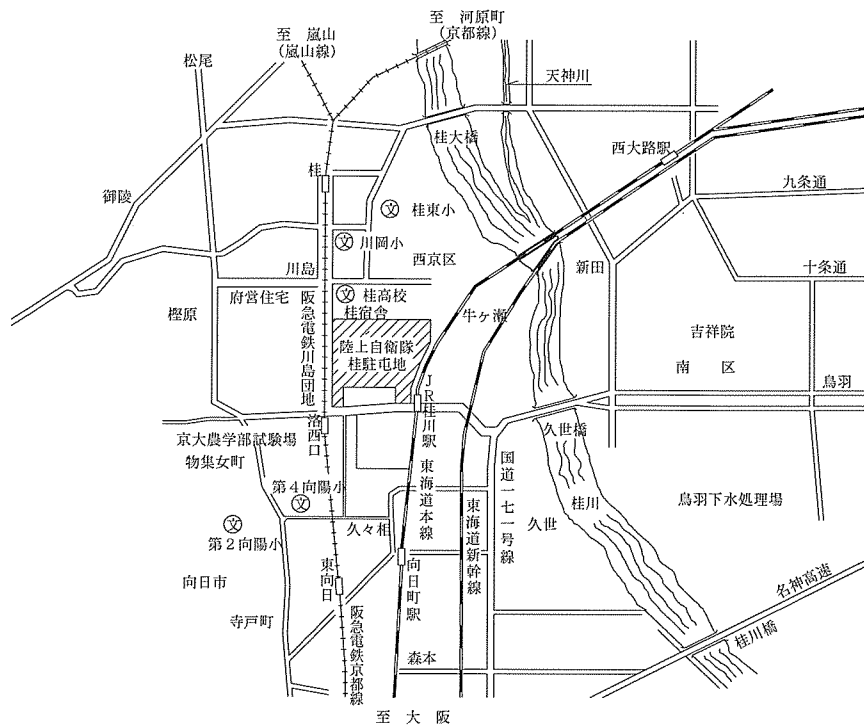 至　嵐山
(嵐山線)
至　河原町
(京都線)
松尾
天神川
桂大橋
西大路駅
桂
御陵
九条通
文 桂東小
文 川岡小
西京区
川島
新田
十条通
文 桂高校
桂宿舎
府営住宅
樫原
牛ヶ瀬
吉祥院
南　区
陸上自衛隊
桂駐屯地
阪急電鉄川島団地
鳥羽
JR桂川駅
洛西口
久世橋
京大農学部試験場
物集女町
東海道本線
国道一七一号線
第4向陽小
文
桂川
鳥羽下水処理場
東海道新幹線
久世
文
第2向陽小
久々相
東向日
向日町駅
向日市
名神高速
桂川橋
寺戸町
阪急電鉄京都線
森本
至　大　阪